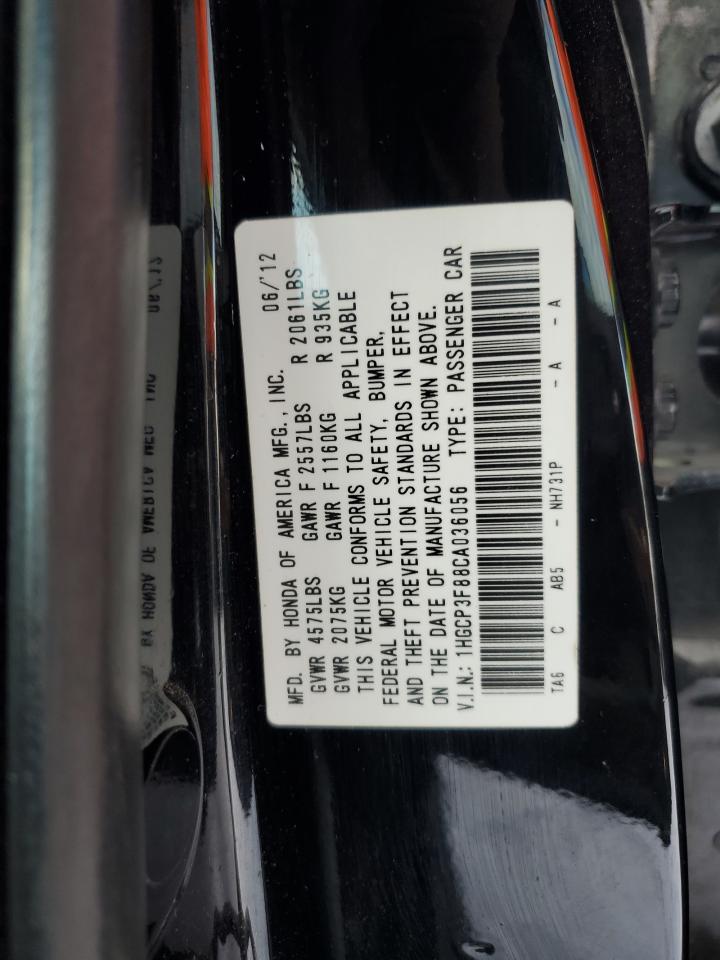 MFD. BY HONDA OF AMERICA MFG., INC. 06/'12
GVWR 4575LBS GAWR F 2557LBS R 2061LBS
GVWR 2075KG GAWR F 1160KG R 935KG
THIS VEHICLE CONFORMS TO ALL APPLICABLE
FEDERAL MOTOR VEHICLE SAFETY, BUMPER,
AND THEFT PREVENTION STANDARDS IN EFFECT
ON THE DATE OF MANUFACTURE SHOWN ABOVE.
V.I.N.: 1HGCP3F88CA036056 TYPE: PASSENGER CAR
TA6 C AB5 - NH731P - A - A